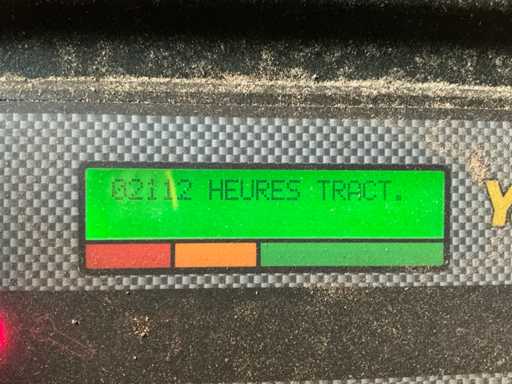 02112 HEURES TRACT.
Y